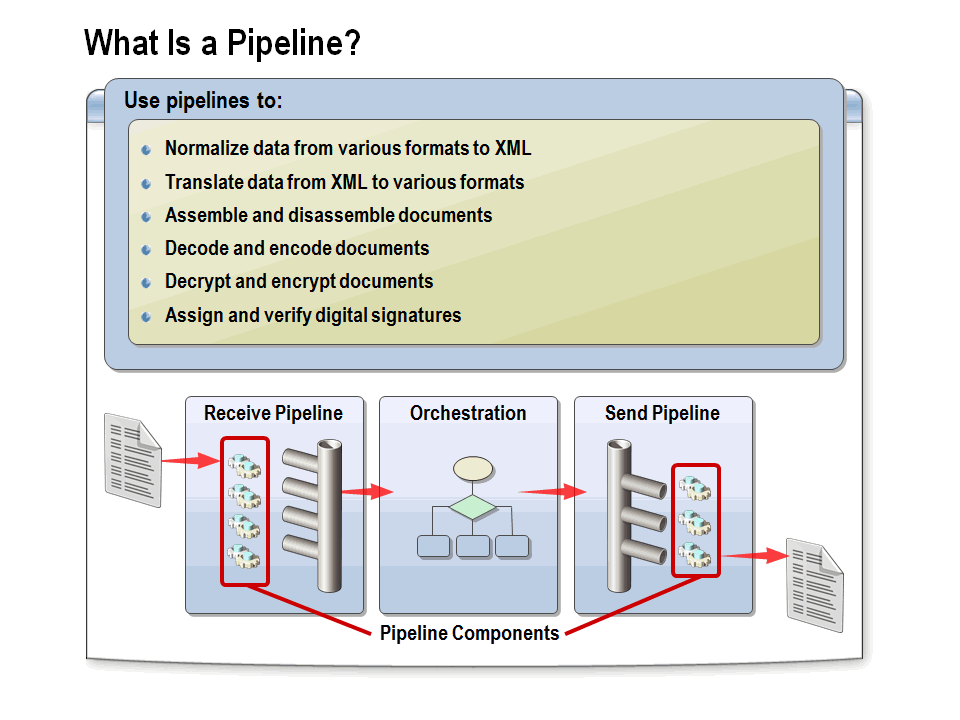 What Is a Pipeline?
Use pipelines to:
Normalize data from various formats to XML
Translate data from XML to various formats
Assemble and disassemble documents
Decode and encode documents
Decrypt and encrypt documents
Assign and verify digital signatures
Receive Pipeline
Orchestration
Send Pipeline
Pipeline Components